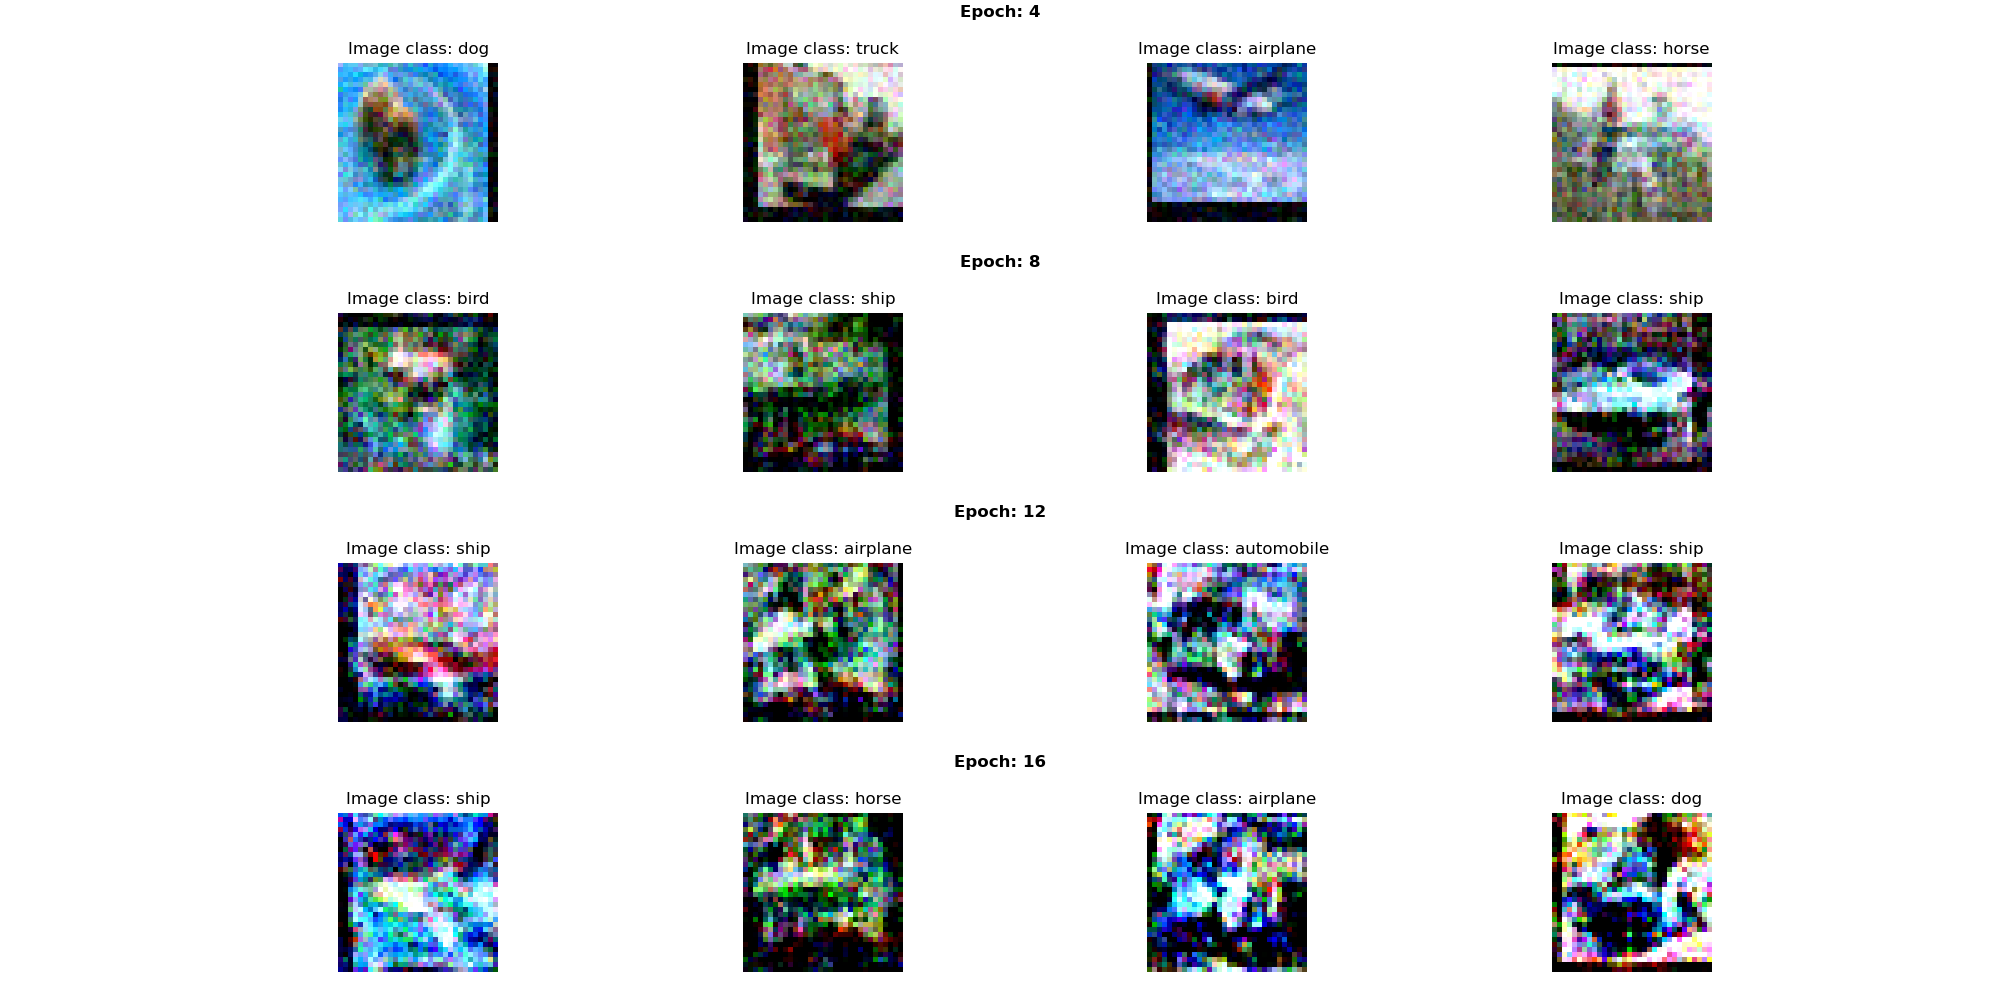 Epoch: 4
Image class: dog
Image class: truck
Image class: airplane
Image class: horse
Epoch: 8
Image class: bird
Image class: ship
Image class: bird
Image class: ship
Epoch: 12
Image class: ship
Image class: airplane
Image class: automobile
Image class: ship
Epoch: 16
Image class: ship
Image class: horse
Image class: airplane
Image class: dog